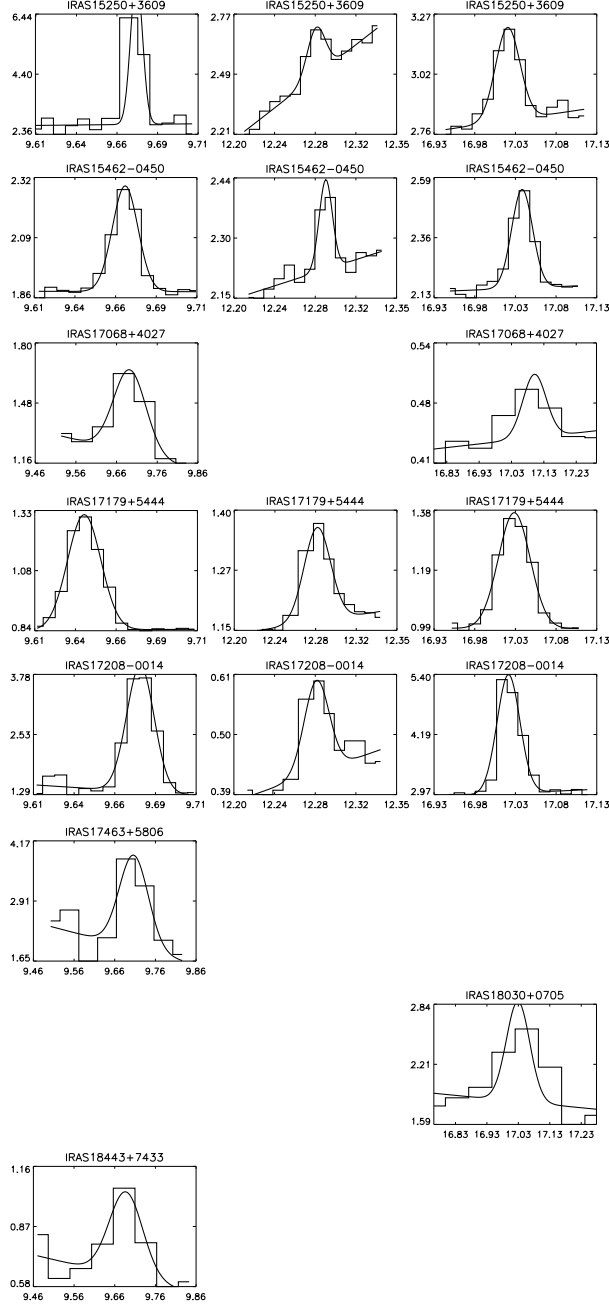 IRAS15250+3609 IRAS15250+3609 IRAS15250+3609
6.44 2.77 3.27
4.40 2.49 3.02
2.36 2.21 2.76
9.61 9.64 9.66 9.69 9.71 12.20 12.24 12.28 12.32 12.35 16.93 16.98 17.03 17.08 17.13
IRAS15462−0450 IRAS15462−0450 IRAS15462−0450
2.32 2.44 2.59
2.09 2.30 2.36
1.86 2.15 2.13
9.61 9.64 9.66 9.69 9.71 12.20 12.24 12.28 12.32 12.35 16.93 16.98 17.03 17.08 17.13
IRAS17068+4027 IRAS17068+4027
1.80 0.54
1.48 0.48
1.16 0.41
9.46 9.56 9.66 9.76 9.86 16.83 16.93 17.03 17.13 17.23
IRAS17179+5444 IRAS17179+5444 IRAS17179+5444
1.33 1.40 1.38
1.08 1.27 1.19
0.84 1.15 0.99
9.61 9.64 9.66 9.69 9.71 12.20 12.24 12.28 12.32 12.35 16.93 16.98 17.03 17.08 17.13
IRAS17208−0014 IRAS17208−0014 IRAS17208−0014
3.78 0.61 5.40
2.53 0.50 4.19
1.29 0.39 2.97
9.61 9.64 9.66 9.69 9.71 12.20 12.24 12.28 12.32 12.35 16.93 16.98 17.03 17.08 17.13
IRAS17463+5806
4.17
2.91
1.65
9.46 9.56 9.66 9.76 9.86
IRAS18030+0705
2.84
2.21
1.59
16.83 16.93 17.03 17.13 17.23
IRAS18443+7433
1.16
0.87
0.58
9.46 9.56 9.66 9.76 9.86